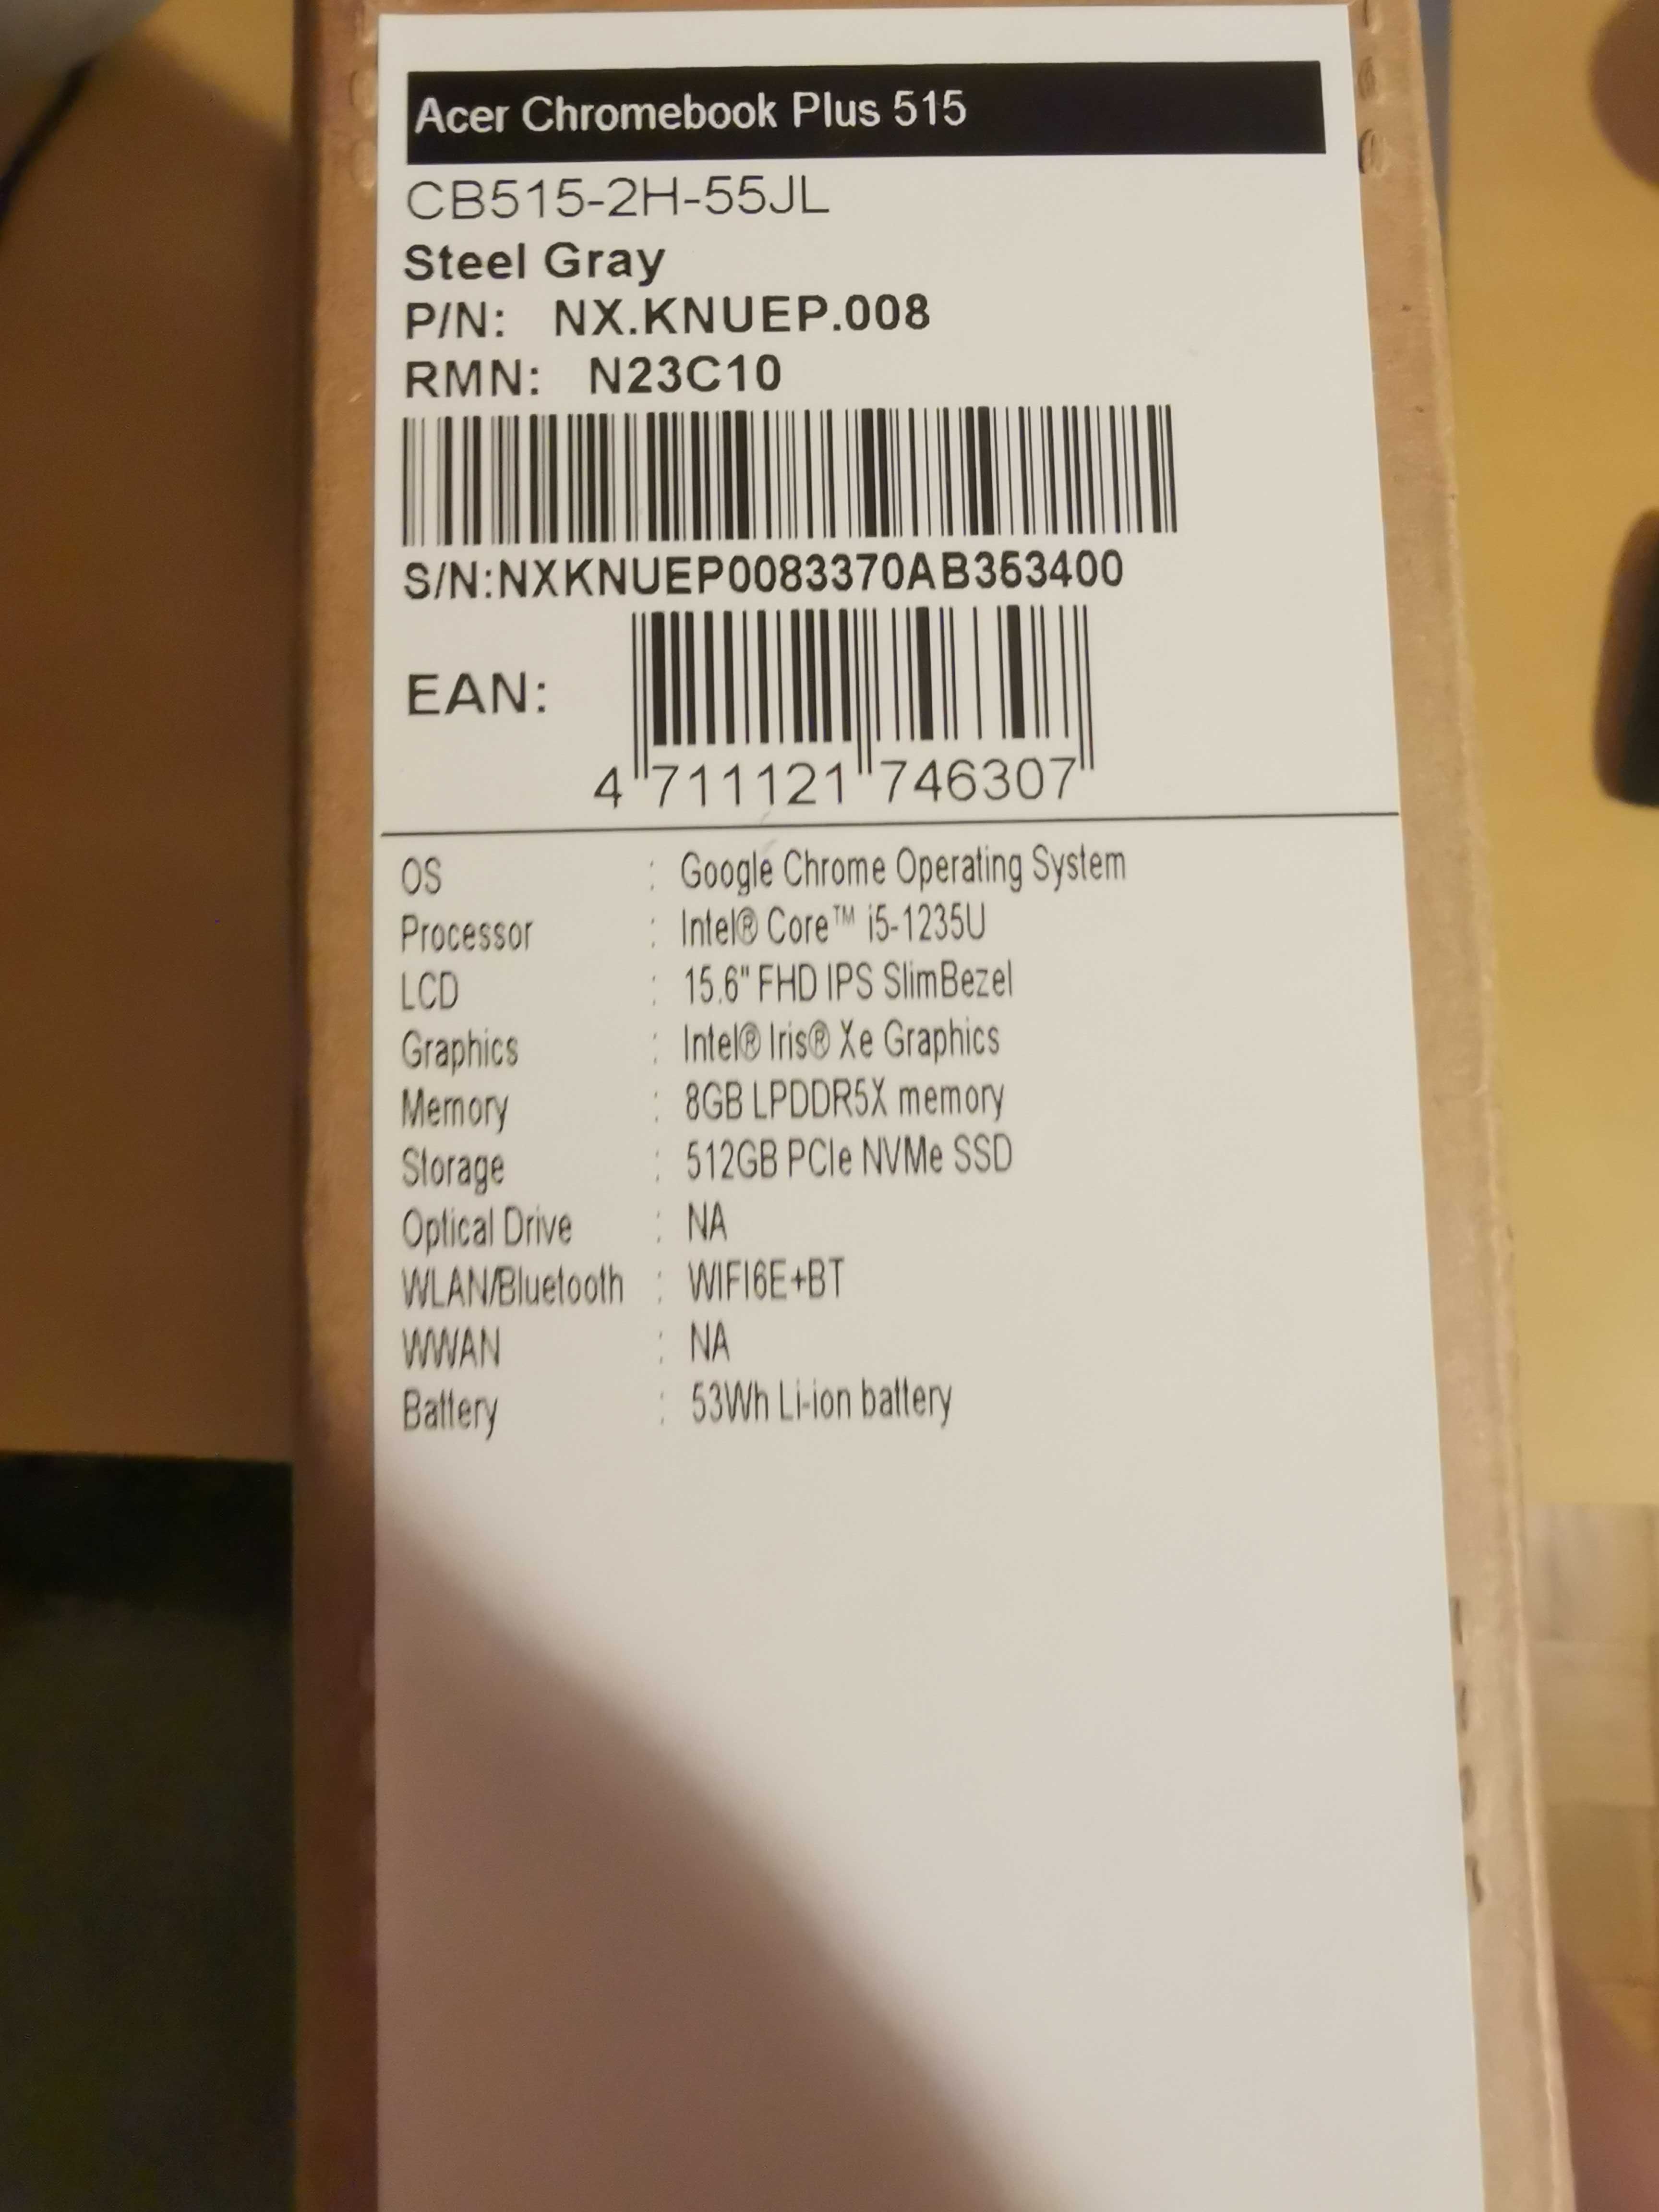 Acer Chromebook Plus 515
CB515-2H-55JL
Steel Gray
P/N: NX.KNUEP.008
RMN: N23C10
S/N:NXKNUEP0083370AB353400
EAN:
4 711121 746307
OS : Google Chrome Operating System
Processor : Intel® Core™ i5-1235U
LCD : 15.6" FHD IPS SlimBezel
Graphics : Intel® Iris® Xe Graphics
Memory : 8GB LPDDR5X memory
Storage : 512GB PCIe NVMe SSD
Optical Drive : NA
WLAN/Bluetooth : WIFI6E+BT
WWAN : NA
Battery : 53Wh Li-ion battery